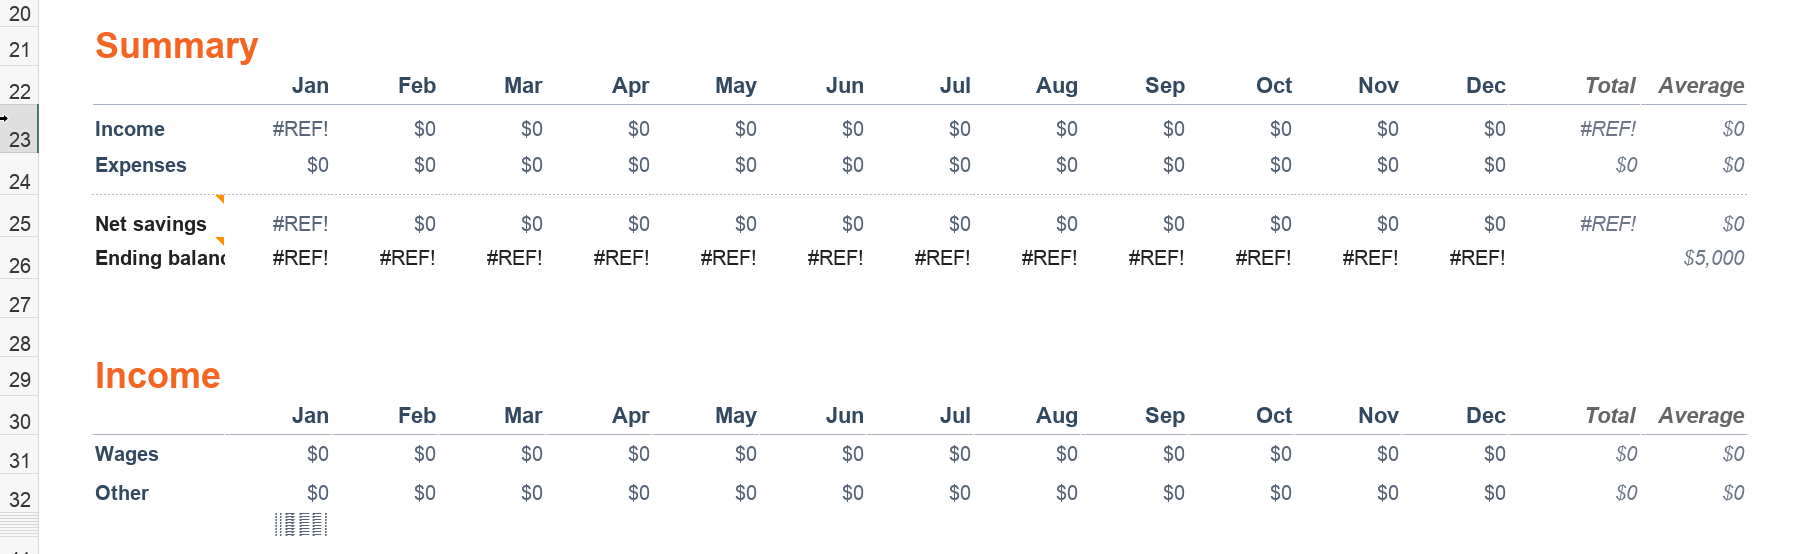 20
21 Summary
22 Jan Feb Mar Apr May Jun Jul Aug Sep Oct Nov Dec Total Average
23 Income #REF! $0 $0 $0 $0 $0 $0 $0 $0 $0 $0 $0 #REF! $0
24 Expenses $0 $0 $0 $0 $0 $0 $0 $0 $0 $0 $0 $0 $0 $0
25 Net savings #REF! $0 $0 $0 $0 $0 $0 $0 $0 $0 $0 $0 #REF! $0
26 Ending balanc #REF! #REF! #REF! #REF! #REF! #REF! #REF! #REF! #REF! #REF! #REF! #REF! $5,000
27
28
29 Income
30 Jan Feb Mar Apr May Jun Jul Aug Sep Oct Nov Dec Total Average
31 Wages $0 $0 $0 $0 $0 $0 $0 $0 $0 $0 $0 $0 $0 $0
32 Other $0 $0 $0 $0 $0 $0 $0 $0 $0 $0 $0 $0 $0 $0